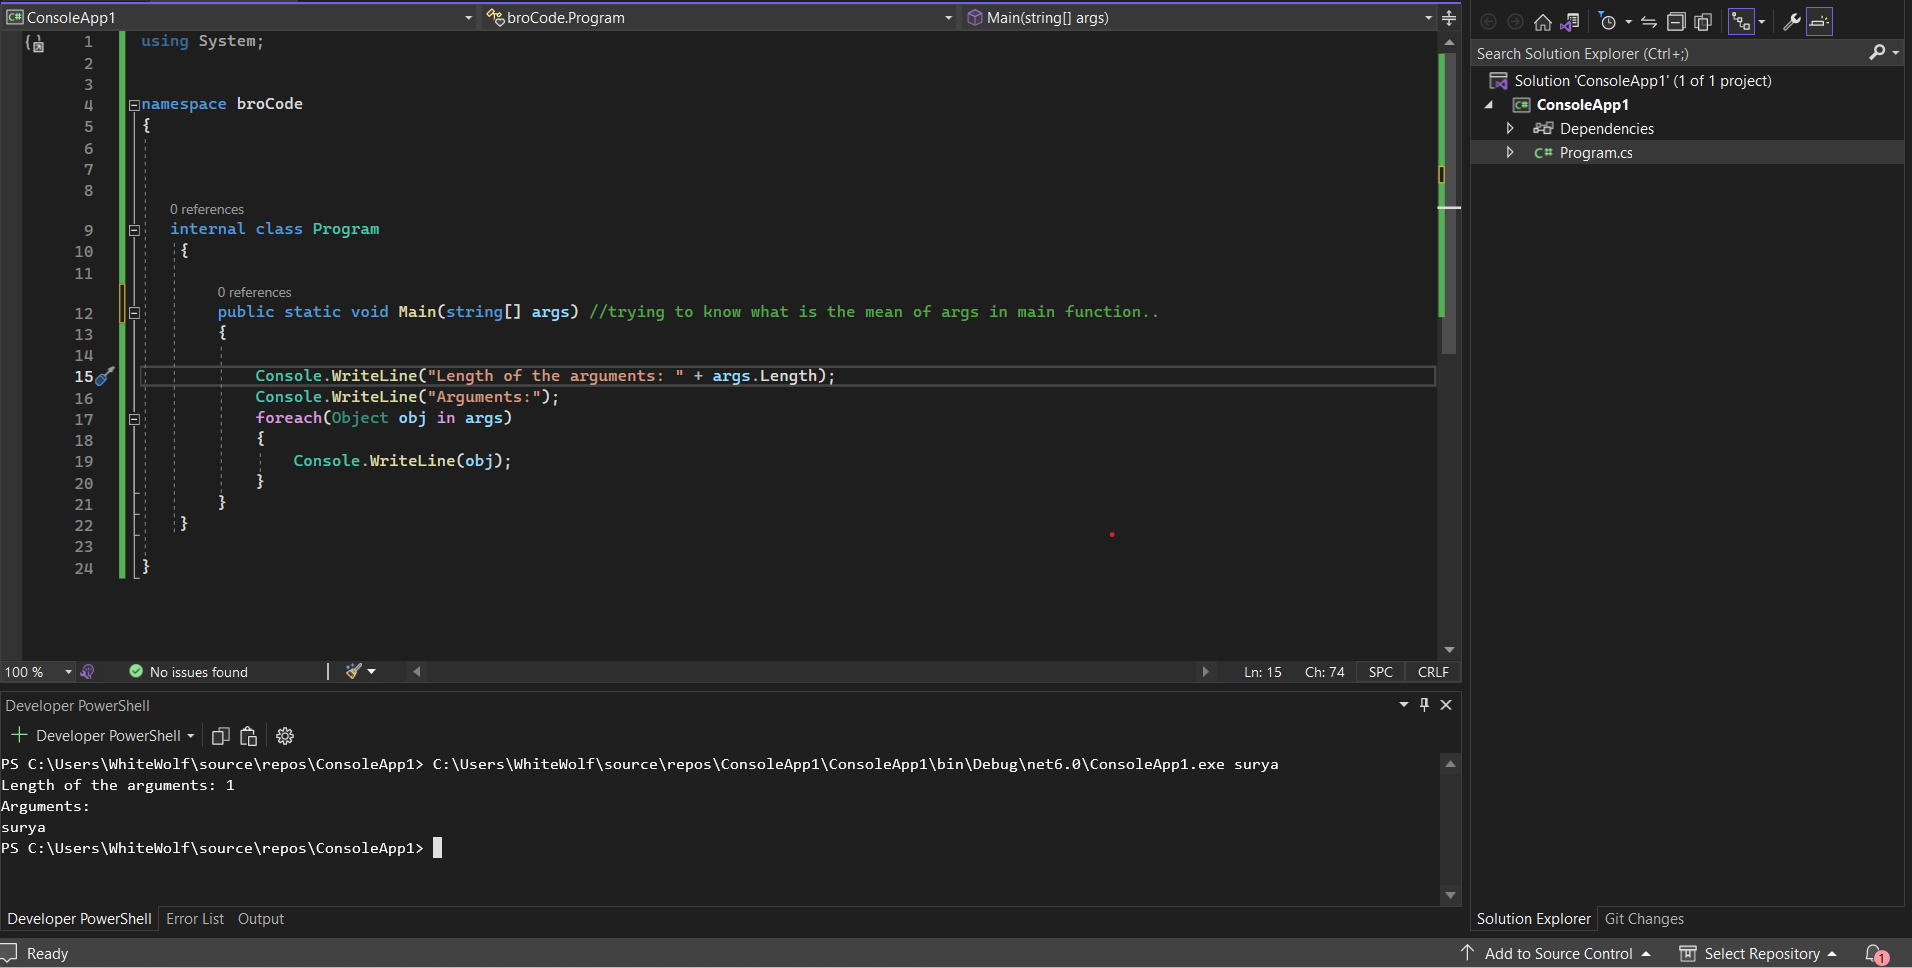 ConsoleApp1
broCode.Program
Main(string[] args)
1 using System;
2
3
4 namespace broCode
5 {
6
7
8
0 references
9 internal class Program
10 {
11
0 references
12 public static void Main(string[] args) //trying to know what is the mean of args in main function..
13 {
14
15 Console.WriteLine("Length of the arguments: " + args.Length);
16 Console.WriteLine("Arguments:");
17 foreach(Object obj in args)
18 {
19 Console.WriteLine(obj);
20 }
21 }
22 }
23
24 }
100 %
No issues found
Ln: 15 Ch: 74 SPC CRLF
Developer PowerShell
Developer PowerShell
PS C:\Users\WhiteWolf\source\repos\ConsoleApp1> C:\Users\WhiteWolf\source\repos\ConsoleApp1\ConsoleApp1\bin\Debug\net6.0\ConsoleApp1.exe surya
Length of the arguments: 1
Arguments:
surya
PS C:\Users\WhiteWolf\source\repos\ConsoleApp1>
Developer PowerShell Error List Output
Search Solution Explorer (Ctrl+;)
Solution 'ConsoleApp1' (1 of 1 project)
C# ConsoleApp1
Dependencies
C# Program.cs
Solution Explorer Git Changes
Ready
Add to Source Control
Select Repository
1